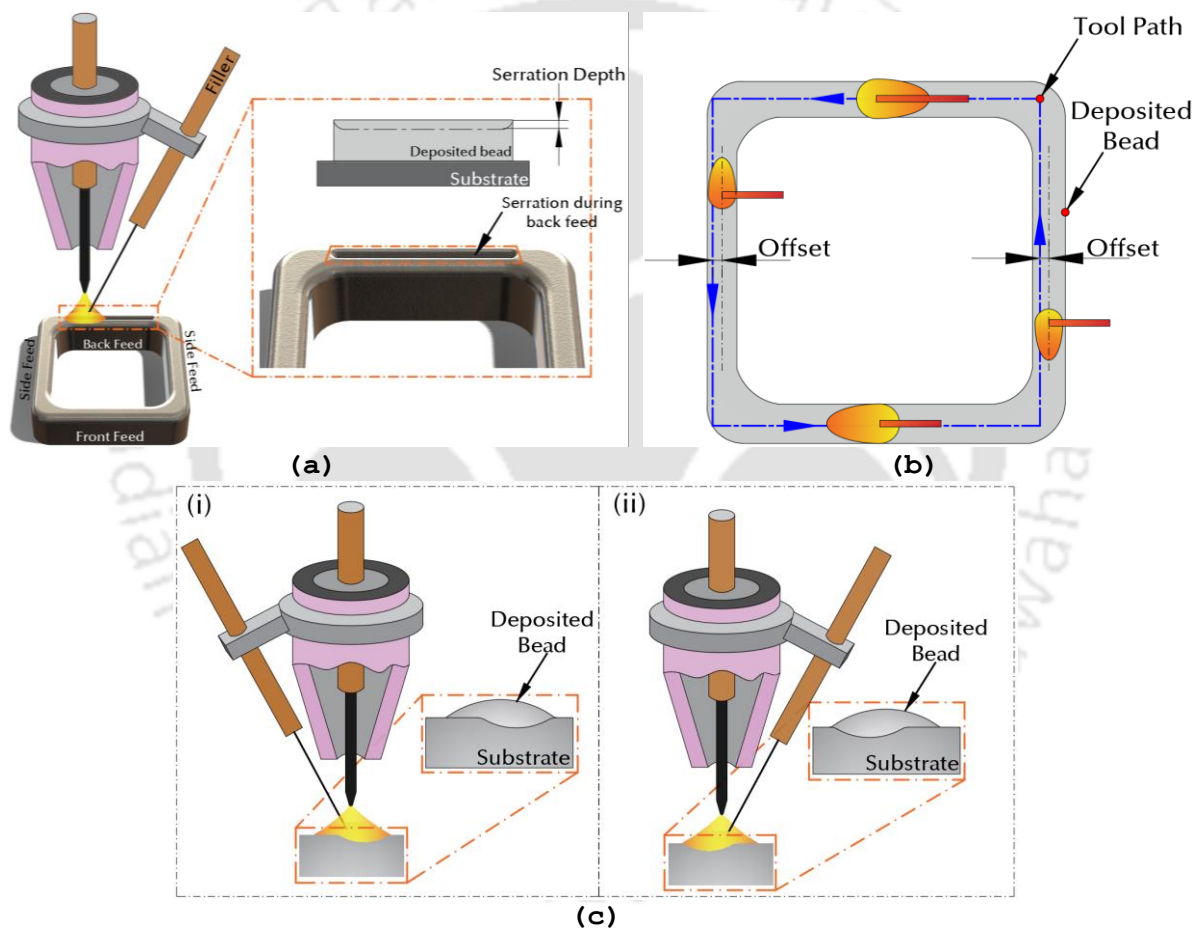 Filler
Serration Depth
Deposited bead
Substrate
Serration during
back feed
Side Feed
Back Feed
Side Feed
Front Feed
(a)
Tool Path
Deposited
Bead
Offset
Offset
(b)
(i)
Deposited
Bead
Substrate
(ii)
Deposited
Bead
Substrate
(c)